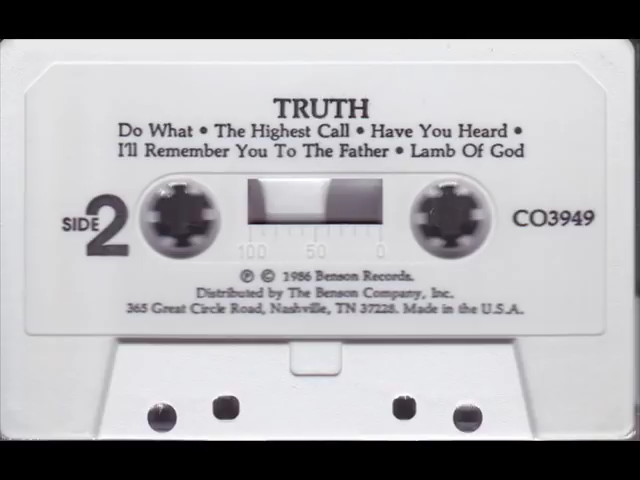 TRUTH
Do What • The Highest Call • Have You Heard •
I'll Remember You To The Father • Lamb Of God
SIDE 2
CO3949
100 50 0
℗ © 1986 Benson Records.
Distributed by The Benson Company, Inc.
365 Great Circle Road, Nashville, TN 37228. Made in the U.S.A.